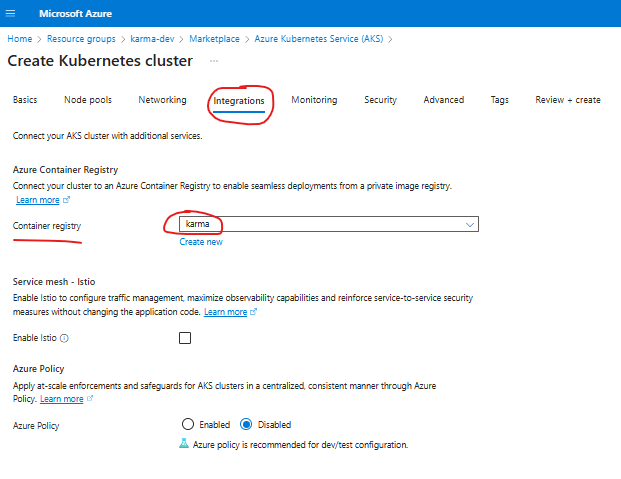 Microsoft Azure
Home > Resource groups > karma-dev > Marketplace > Azure Kubernetes Service (AKS) >
Create Kubernetes cluster ...
Basics Node pools Networking Integrations Monitoring Security Advanced Tags Review + create
Connect your AKS cluster with additional services.
Azure Container Registry
Connect your cluster to an Azure Container Registry to enable seamless deployments from a private image registry.
Learn more
Container registry karma
Create new
Service mesh - Istio
Enable Istio to configure traffic management, maximize observability capabilities and reinforce service-to-service security
measures without changing the application code. Learn more
Enable Istio
Azure Policy
Apply at-scale enforcements and safeguards for AKS clusters in a centralized, consistent manner through Azure
Policy. Learn more
Azure Policy Enabled Disabled
Azure policy is recommended for dev/test configuration.